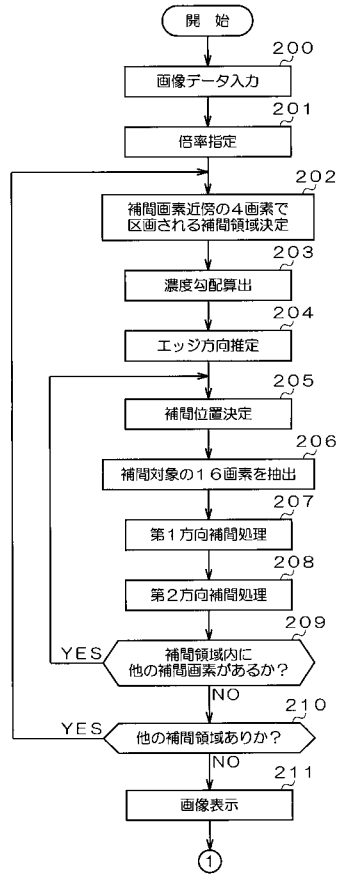 開 始
200
画像データ入力
201
倍率指定
202
補間画素近傍の4画素で
区画される補間領域決定
203
濃度勾配算出
204
エッジ方向推定
205
補間位置決定
206
補間対象の16画素を抽出
207
第1方向補間処理
208
第2方向補間処理
209
YES
補間領域内に
他の補間画素があるか?
NO
210
YES
他の補間領域ありか?
NO
211
画像表示
1